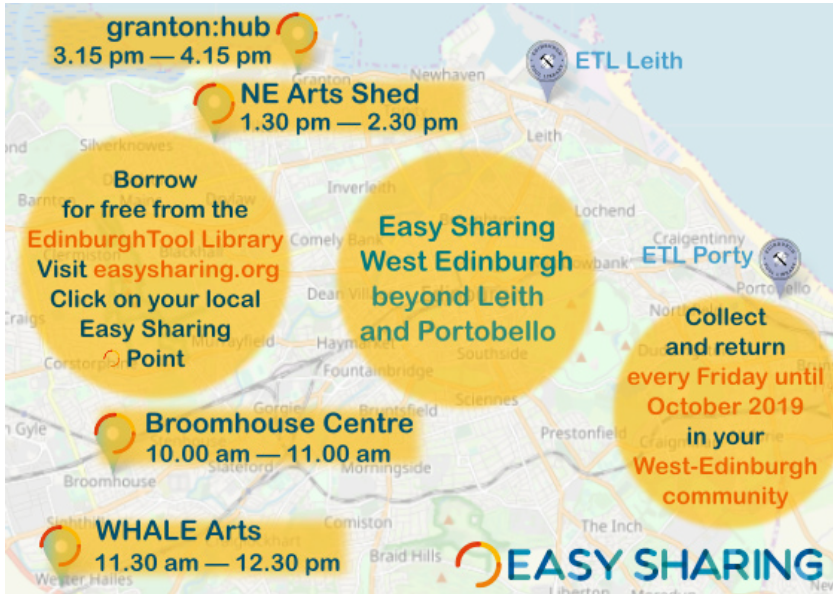 granton:hub
3.15 pm — 4.15 pm
Granton
Newhaven
ETL Leith
NE Arts Shed
1.30 pm — 2.30 pm
Leith
Silverknowes
Borrow
for free from the
EdinburghTool Library
Visit easysharing.org
Click on your local
Easy Sharing
Point
Inverleith
Comely Bank
Dean Village
Haymarket
Fountainbridge
Easy Sharing
West Edinburgh
beyond Leith
and Portobello
Southside
Sciennes
Lochend
Craigentinny
ETL Porty
Portobello
Collect
and return
every Friday until
October 2019
in your
West-Edinburgh
community
Murrayfield
Corstorphine
Gorgie
Bruntsfield
Broomhouse Centre
10.00 am — 11.00 am
Broomhouse
Slateford
Morningside
Prestonfield
WHALE Arts
11.30 am — 12.30 pm
Wester Hailes
Comiston
Braid Hills
The Inch
Liberton
EASY SHARING